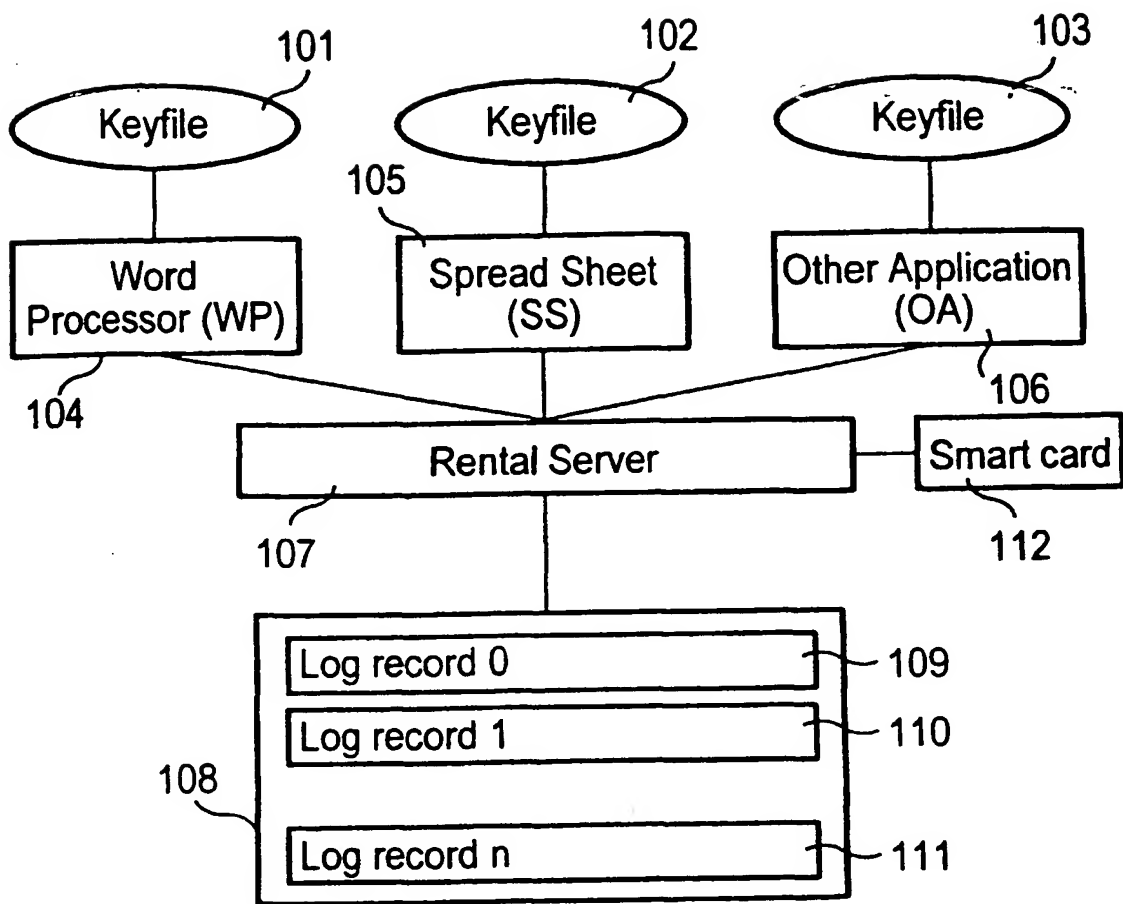 101
102
103
Keyfile
Keyfile
Keyfile
105
Word
Processor (WP)
Spread Sheet
(SS)
Other Application
(OA)
104
106
Rental Server
Smart card
107
112
Log record 0
109
Log record 1
110
108
Log record n
111